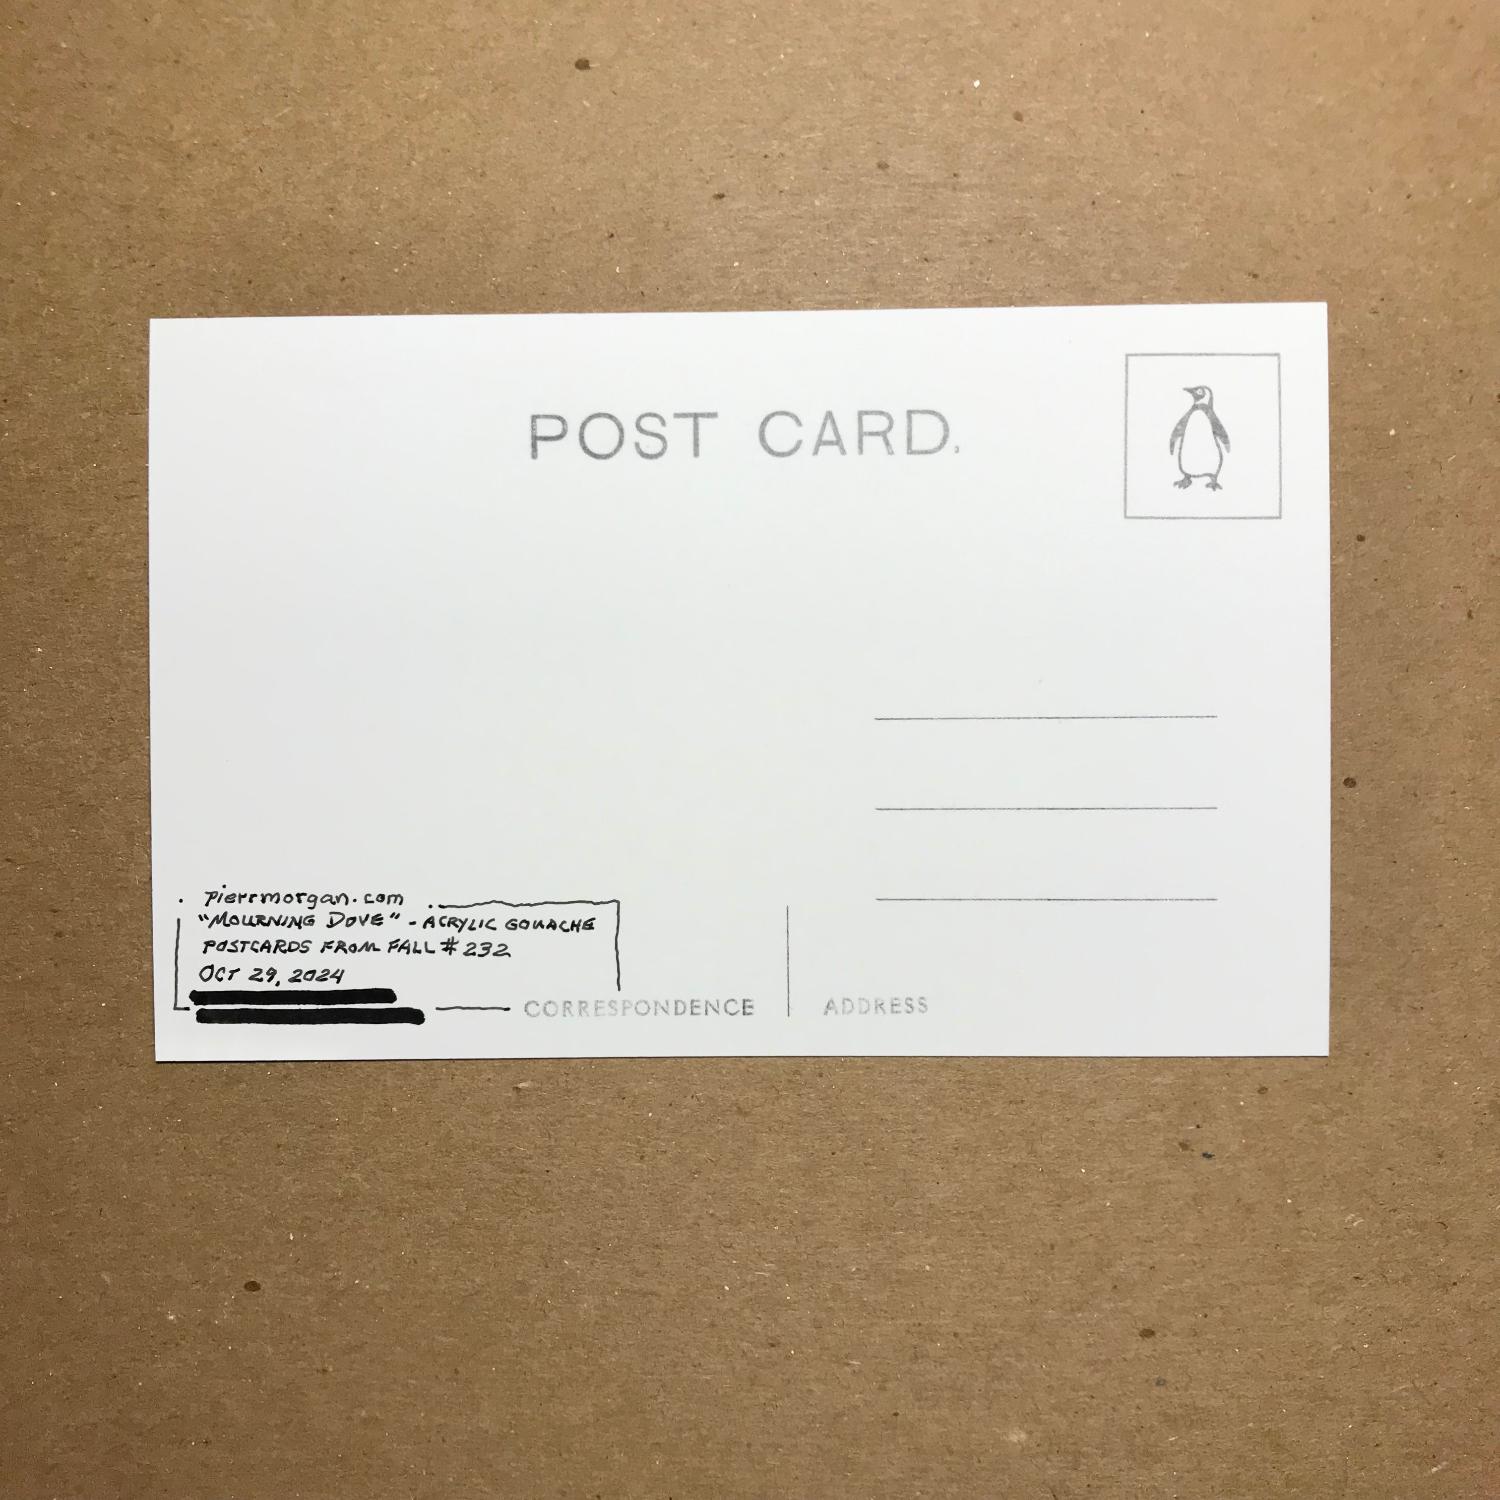 POST CARD.
pierrmorgan.com
"MOURNING DOVE" - ACRYLIC GOUACHE
POSTCARDS FROM FALL # 232
OCT 29, 2024
CORRESPONDENCE
ADDRESS